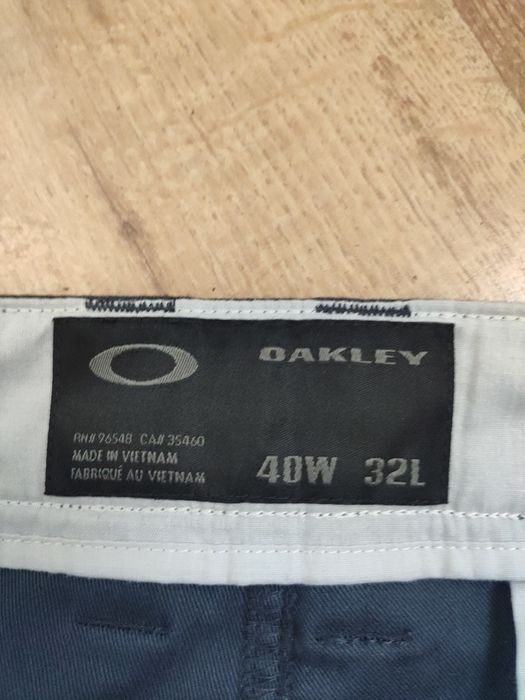 OAKLEY
RN# 96548 CA# 35460
MADE IN VIETNAM
FABRIQUÉ AU VIETNAM
40W 32L